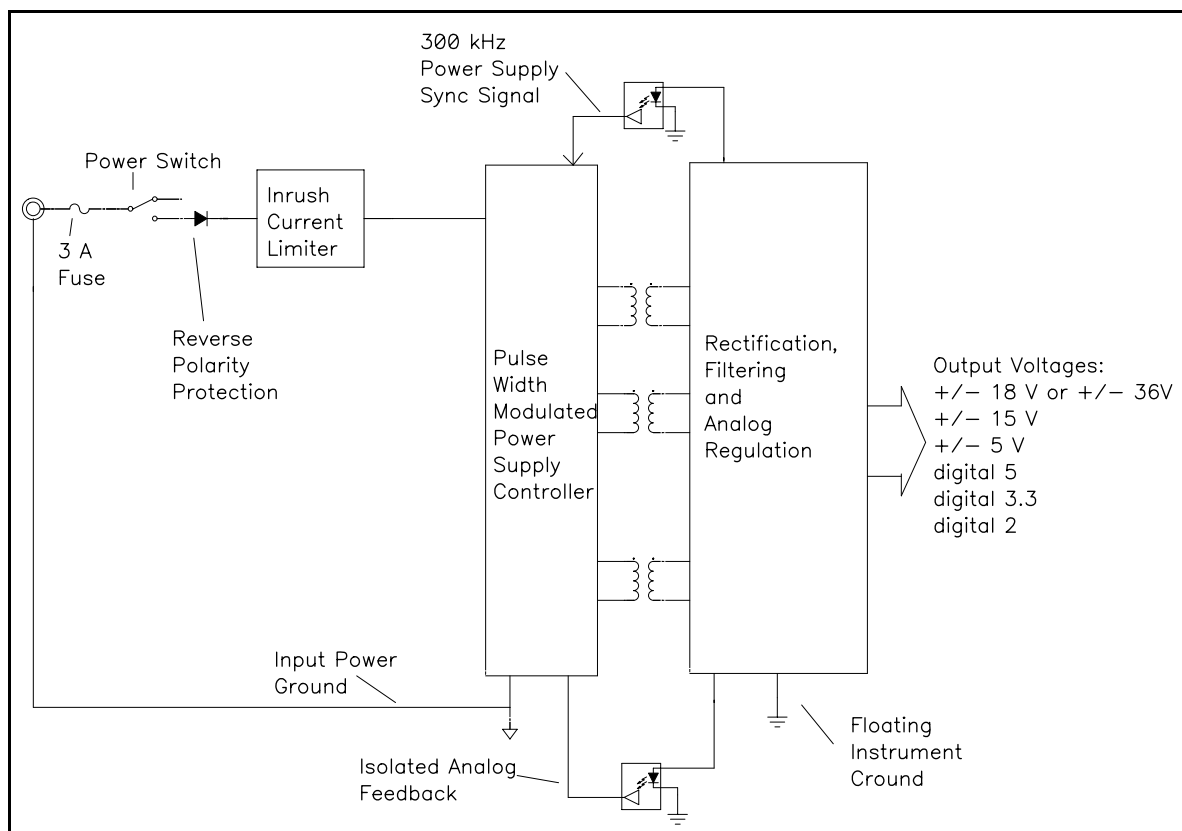 300 kHz
Power Supply
Sync Signal
Power Switch
Inrush
Current
Limiter
3 A
Fuse
Reverse
Polarity
Protection
Pulse
Width
Modulated
Power
Supply
Controller
Rectification,
Filtering
and
Analog
Regulation
Output Voltages:
+/- 18 V or +/- 36V
+/- 15 V
+/- 5 V
digital 5
digital 3.3
digital 2
Input Power
Ground
Isolated Analog
Feedback
Floating
Instrument
Cround